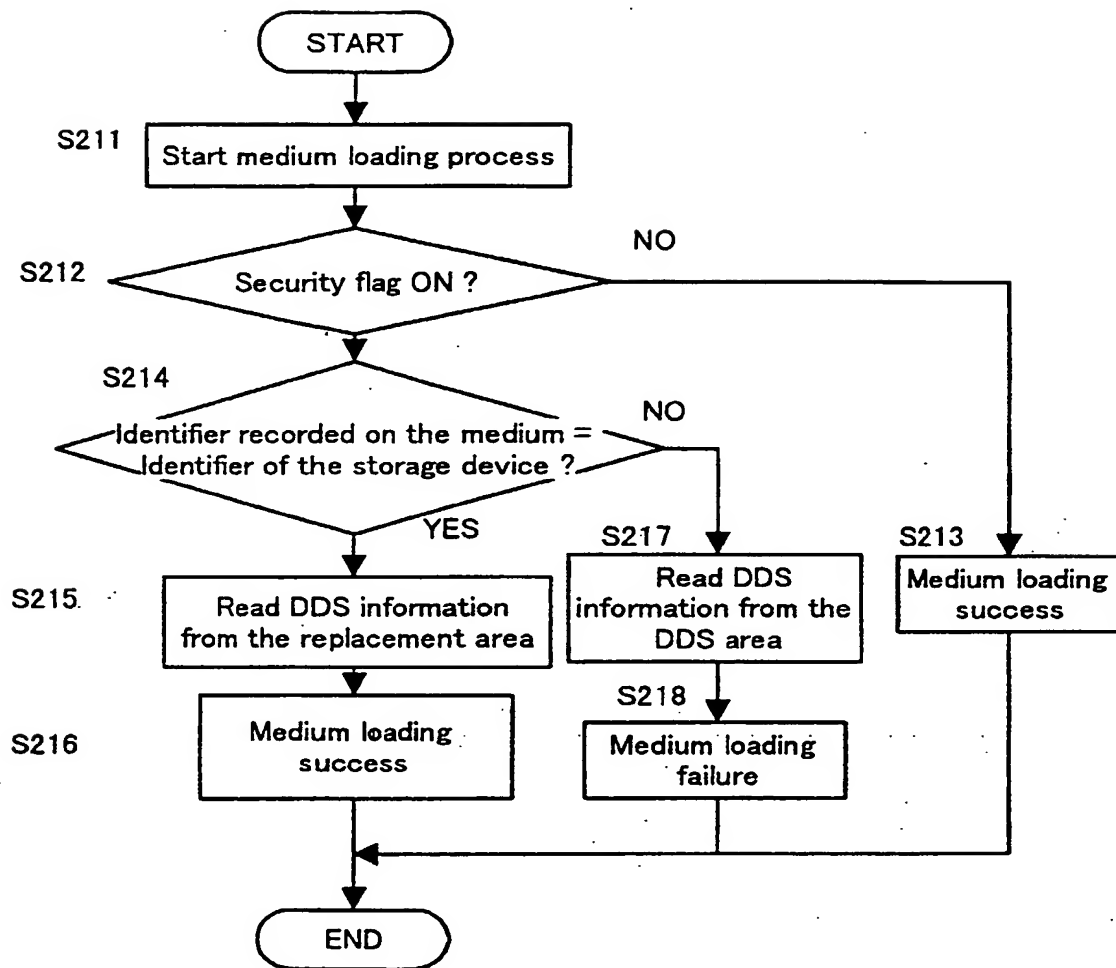 START
S211
Start medium loading process
NO
S212
Security flag ON ?
S214
NO
Identifier recorded on the medium =
Identifier of the storage device ?
YES
S217
S213
S215
Read DDS information
from the replacement area
Read DDS
information from the
DDS area
Medium loading
success
S218
S216
Medium loading
success
Medium loading
failure
END